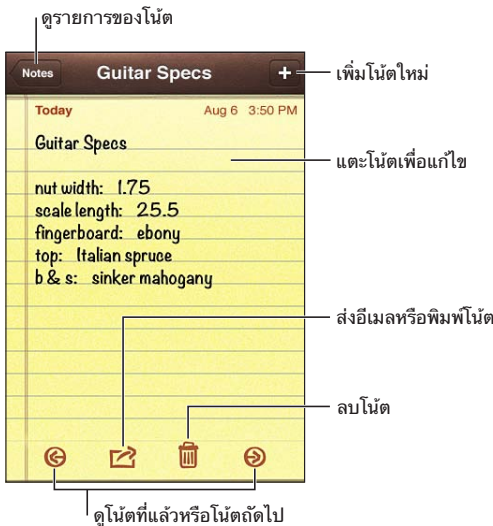 ดูรายการของโน้ต
Notes
Guitar Specs
+
เพิ่มโน้ตใหม่
Today
Aug 6 3:50 PM
Guitar Specs
แตะโน้ตเพื่อแก้ไข
nut width: 1.75
scale length: 25.5
fingerboard: ebony
top: Italian spruce
b & s: sinker mahogany
ส่งอีเมลหรือพิมพ์โน้ต
ลบโน้ต
ดูโน้ตที่แล้วหรือโน้ตถัดไป